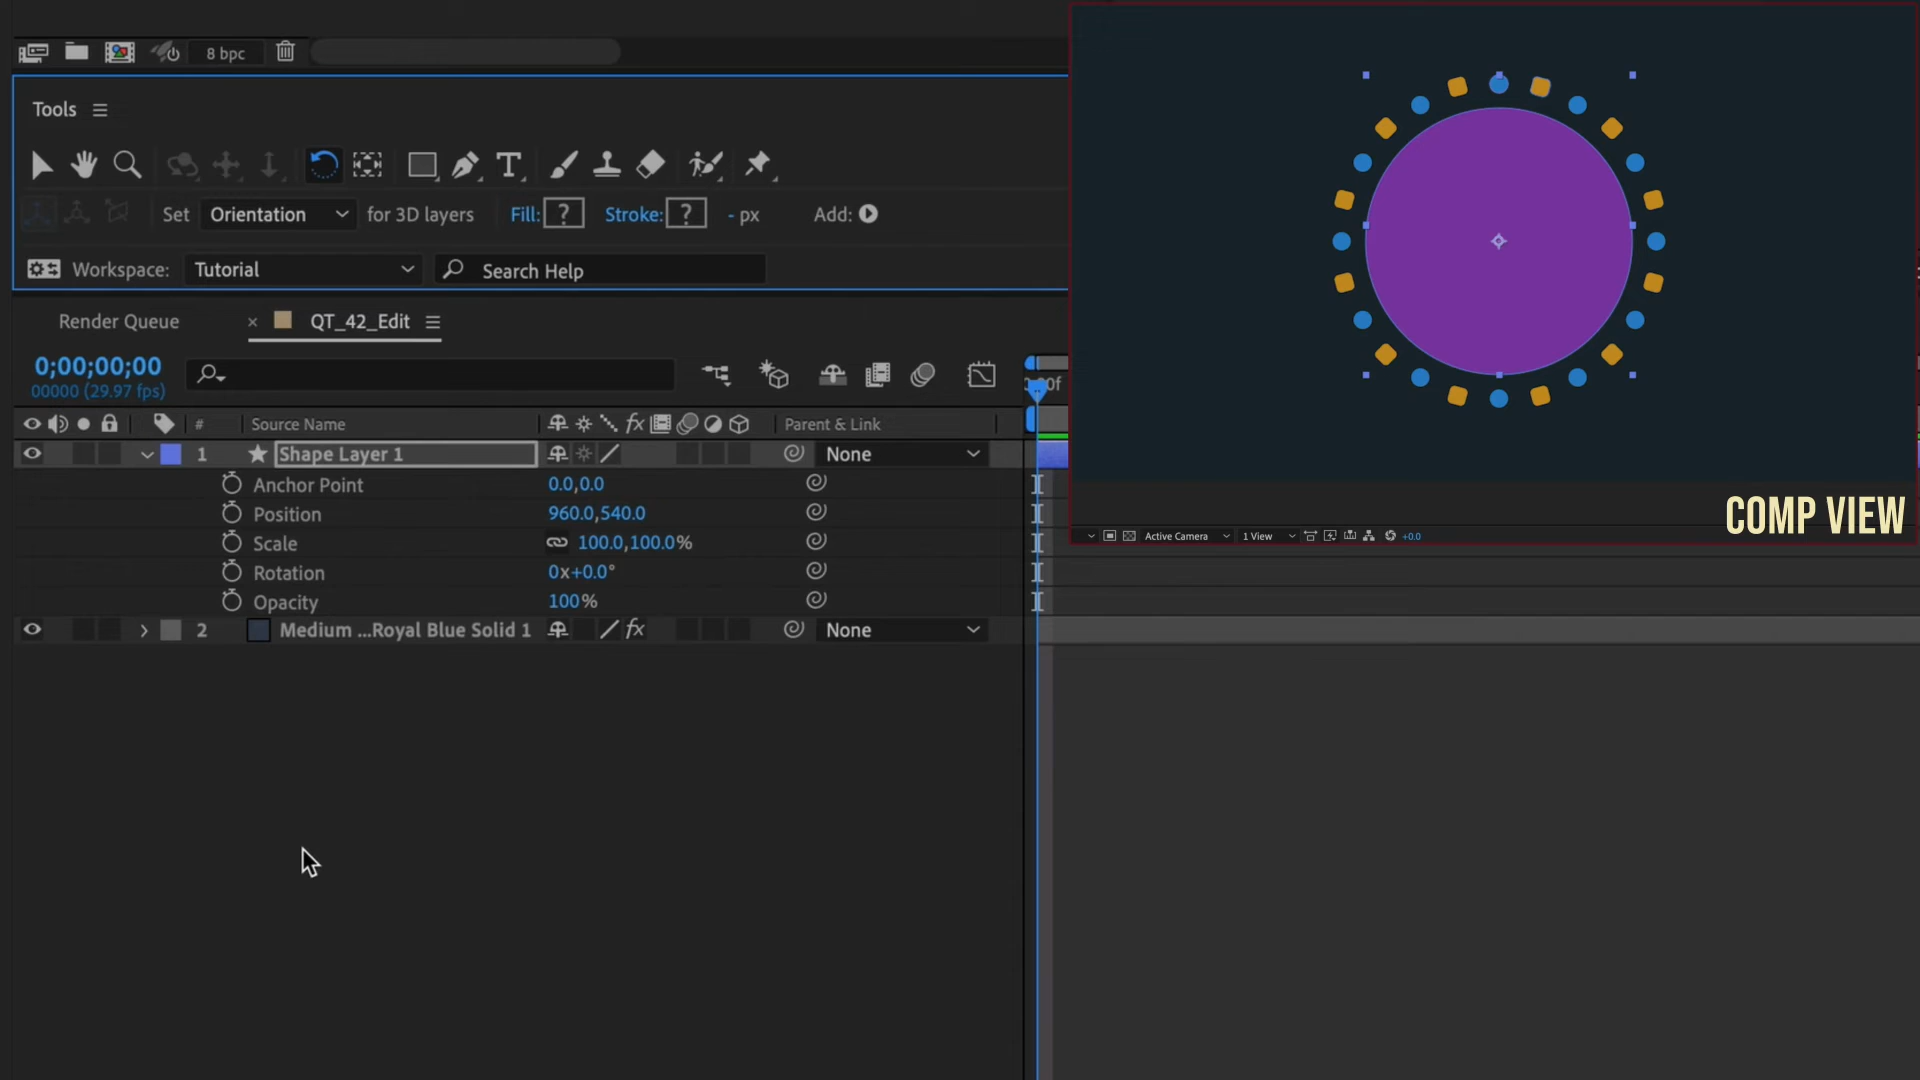 8 bpc
Tools
Set Orientation for 3D layers Fill: ? Stroke: ? - px Add:
Workspace: Tutorial Search Help
Render Queue × QT_42_Edit
0;00;00;00
00000 (29.97 fps)
# Source Name fx Parent & Link
1 Shape Layer 1 None
Anchor Point 0.0,0.0
Position 960.0,540.0
Scale 100.0,100.0%
Rotation 0x+0.0°
Opacity 100%
2 Medium ...Royal Blue Solid 1 fx None
COMP VIEW
Active Camera 1 View +0.0